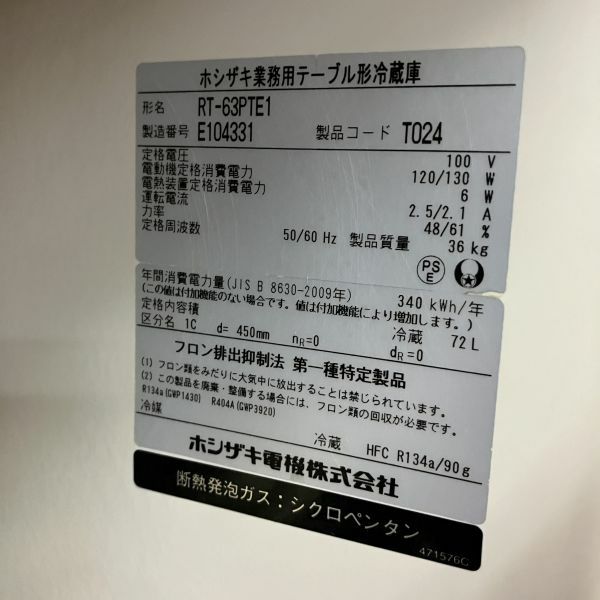 ホシザキ業務用テーブル形冷蔵庫
形名 RT-63PTE1
製造番号 E104331 製品コード T024
定格電圧 100 V
電動機定格消費電力 120/130 W
電熱装置定格消費電力 6 W
運転電流 2.5/2.1 A
力率 48/61 %
定格周波数 50/60 Hz 製品質量 36 kg
PS
E
年間消費電力量(JIS B 8630-2009年) 340 kWh/年
(この値は付加機能のない場合です。値は付加機能により増加します。)
定格内容積 冷蔵 72 L
区分名 1C d= 450mm nR=0 dR=0
フロン排出抑制法 第一種特定製品
(1) フロン類をみだりに大気中に放出することは禁じられています。
(2) この製品を廃棄・整備する場合には、フロン類の回収が必要です。
R134a(GWP1430) R404A(GWP3920)
冷媒 冷蔵 HFC R134a/90g
ホシザキ電機株式会社
断熱発泡ガス：シクロペンタン
471576C